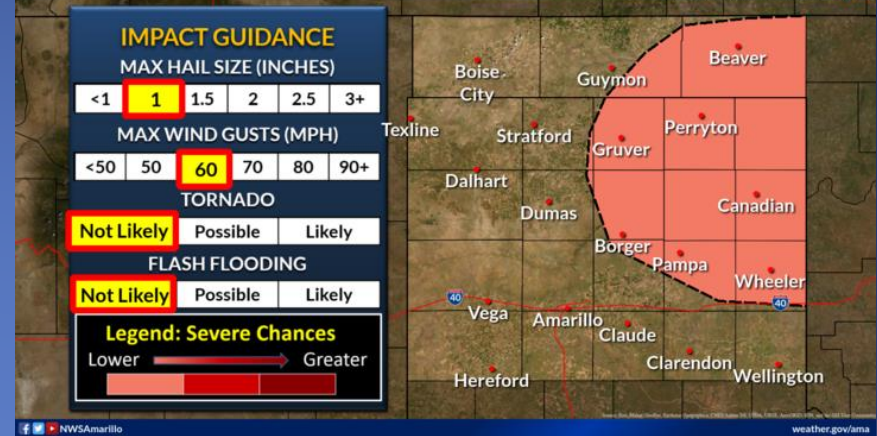 IMPACT GUIDANCE
MAX HAIL SIZE (INCHES)
<1 1 1.5 2 2.5 3+
MAX WIND GUSTS (MPH)
<50 50 60 70 80 90+
TORNADO
Not Likely Possible Likely
FLASH FLOODING
Not Likely Possible Likely
Legend: Severe Chances
Lower Greater
Beaver
Boise City
Guymon
Texline
Stratford
Perryton
Gruver
Dalhart
Dumas
Canadian
Borger
Pampa
Wheeler
40
40
Vega
Amarillo
Claude
Clarendon
Wellington
Hereford
NWSAmarillo
weather.gov/ama